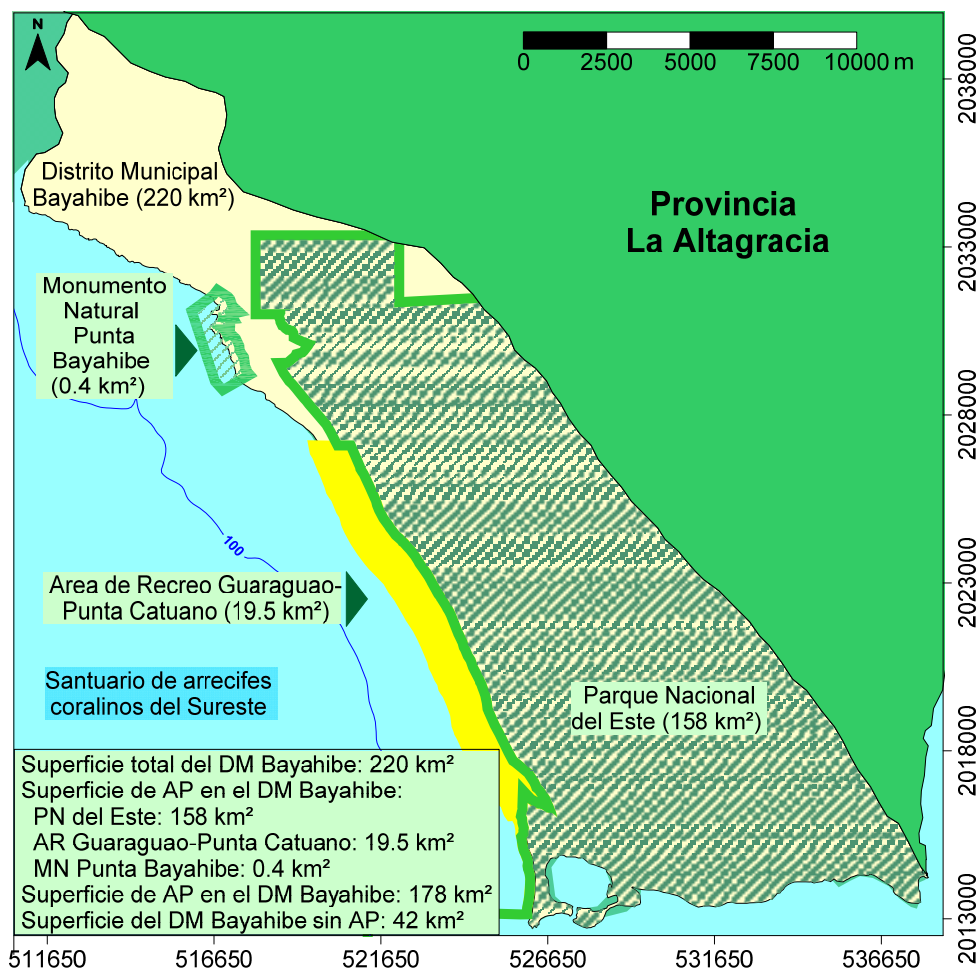 N
0 2500 5000 7500 10000 m
Distrito Municipal
Bayahibe (220 km²)
Provincia
La Altagracia
Monumento
Natural
Punta
Bayahibe
(0.4 km²)
100
Area de Recreo Guaraguao-
Punta Catuano (19.5 km²)
Santuario de arrecifes
coralinos del Sureste
Parque Nacional
del Este (158 km²)
Superficie total del DM Bayahibe: 220 km²
Superficie de AP en el DM Bayahibe:
PN del Este: 158 km²
AR Guaraguao-Punta Catuano: 19.5 km²
MN Punta Bayahibe: 0.4 km²
Superficie de AP en el DM Bayahibe: 178 km²
Superficie del DM Bayahibe sin AP: 42 km²
2038000
2033000
2028000
2023000
2018000
2013000
511650 516650 521650 526650 531650 536650